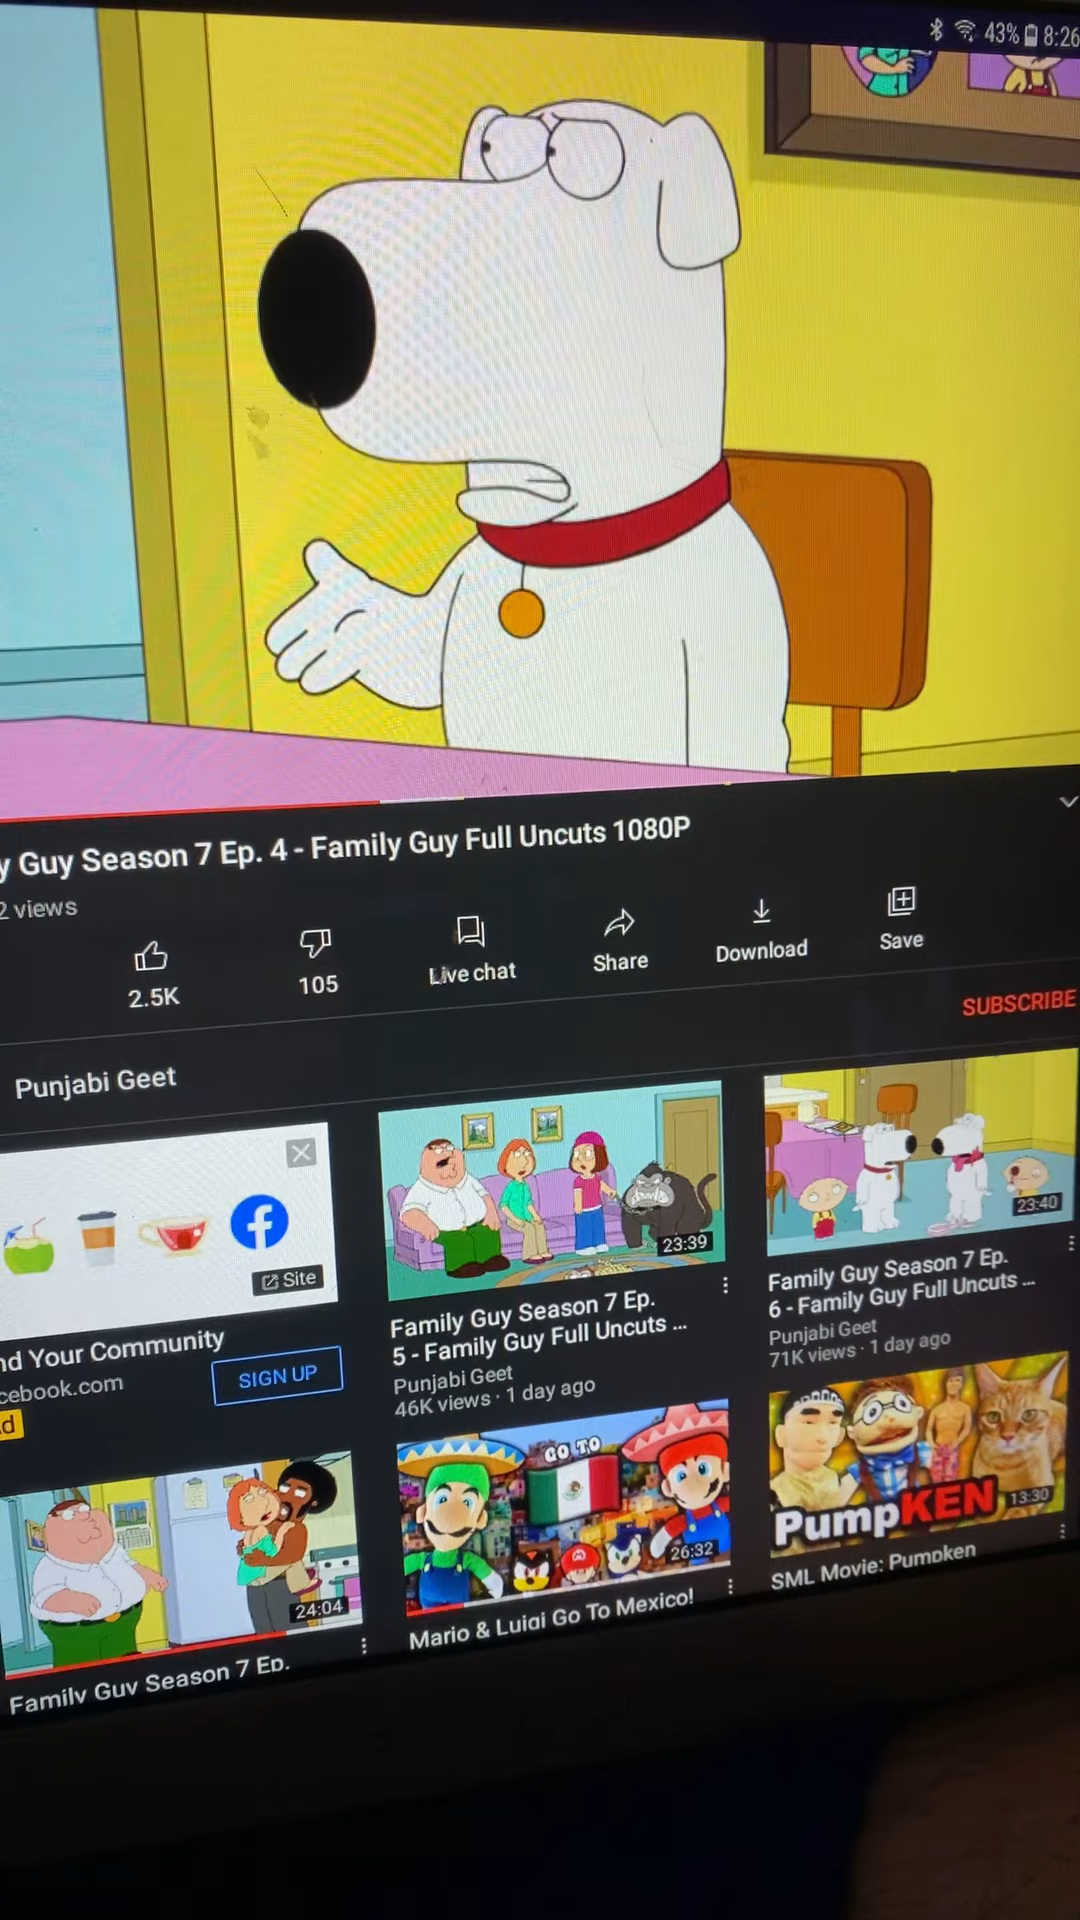 43% 8:26
y Guy Season 7 Ep. 4 - Family Guy Full Uncuts 1080P
2 views
2.5K
105
Live chat
Share
Download
Save
SUBSCRIBE
Punjabi Geet
Site
nd Your Community
cebook.com
SIGN UP
d
23:39
Family Guy Season 7 Ep.
5 - Family Guy Full Uncuts ...
Punjabi Geet
46K views · 1 day ago
23:40
Family Guy Season 7 Ep.
6 - Family Guy Full Uncuts ...
Punjabi Geet
71K views · 1 day ago
24:04
Family Guy Season 7 Ep.
GO TO
26:32
Mario & Luigi Go To Mexico!
PumpKEN
13:30
SML Movie: Pumpken